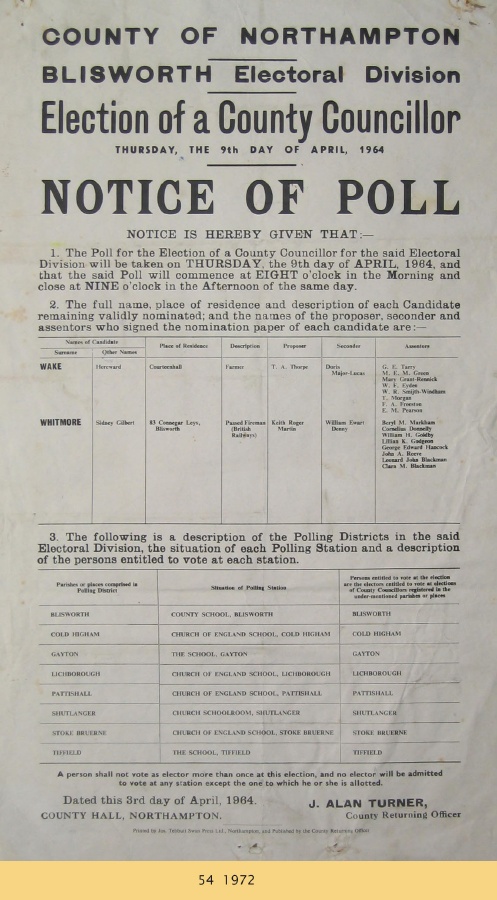 COUNTY OF NORTHAMPTON
BLISWORTH Electoral Division
Election of a County Councillor
THURSDAY, THE 9th DAY OF APRIL, 1964
NOTICE OF POLL
NOTICE IS HEREBY GIVEN THAT:—
1. The Poll for the Election of a County Councillor for the said Electoral
Division will be taken on THURSDAY, the 9th day of APRIL, 1964, and
that the said Poll will commence at EIGHT o'clock in the Morning and
close at NINE o'clock in the Afternoon of the same day.
2. The full name, place of residence and description of each Candidate
remaining validly nominated; and the names of the proposer, seconder and
assentors who signed the nomination paper of each candidate are:—
Names of Candidate
Surname Other Names Place of Residence Description Proposer Seconder Assentors
WAKE Hereward Courteenhall Farmer T. A. Thorpe Doris
Major-Lucas
G. E. Tarry
M. E. M. Green
Mary Grant-Rennick
W. F. Eyden
W. R. Smith-Windham
T. Morgan
F. A. Froston
E. M. Pearson
WHITMORE Sidney Gilbert 83 Connegar Leys,
Blisworth
Passed Fireman
(British
Railways)
Keith Roger
Martin
William Ewart
Denny
Beryl M. Markham
Cornelius Donnelly
William H. Goldby
Lillian K. Gudgeon
George Edward Hancock
John A. Reeve
Leonard John Blackman
Clara M. Blackman
3. The following is a description of the Polling Districts in the said
Electoral Division, the situation of each Polling Station and a description
of the persons entitled to vote at each station.
Parishes or places comprised in
Polling District
Situation of Polling Station
Persons entitled to vote at the election
are the electors entitled to vote at elections
of County Councillors registered in the
under-mentioned parishes or places
BLISWORTH COUNTY SCHOOL, BLISWORTH BLISWORTH
COLD HIGHAM CHURCH OF ENGLAND SCHOOL, COLD HIGHAM COLD HIGHAM
GAYTON THE SCHOOL, GAYTON GAYTON
LICHBOROUGH CHURCH OF ENGLAND SCHOOL, LICHBOROUGH LICHBOROUGH
PATTISHALL CHURCH OF ENGLAND SCHOOL, PATTISHALL PATTISHALL
SHUTLANGER CHURCH SCHOOLROOM, SHUTLANGER SHUTLANGER
STOKE BRUERNE CHURCH OF ENGLAND SCHOOL, STOKE BRUERNE STOKE BRUERNE
TIFFIELD THE SCHOOL, TIFFIELD TIFFIELD
A person shall not vote as elector more than once at this election, and no elector will be admitted
to vote at any station except the one to which he or she is allotted.
Dated this 3rd day of April, 1964.
COUNTY HALL, NORTHAMPTON.
J. ALAN TURNER,
County Returning Officer
Printed by Swan Press Ltd., Northampton, and Published by the County Returning Officer
54 1972